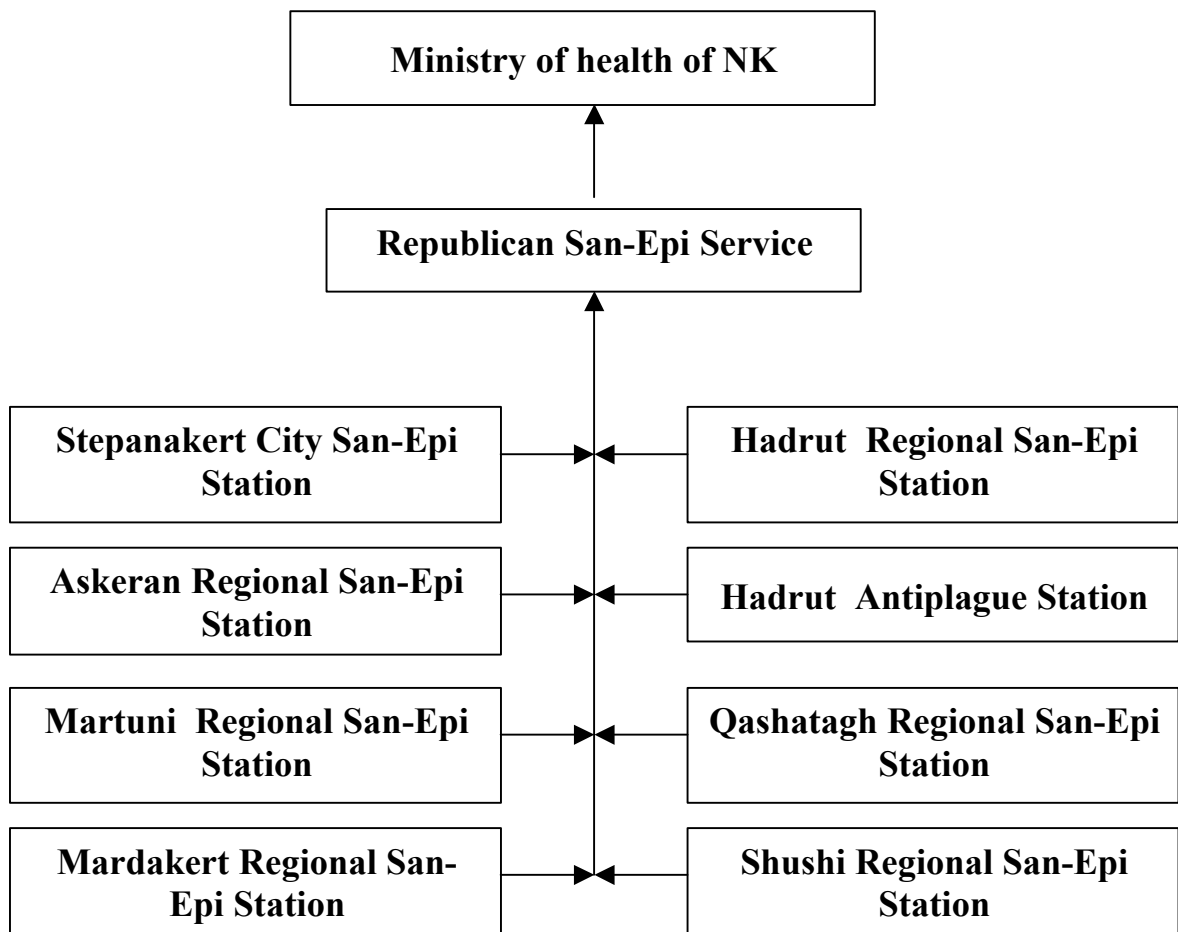 Ministry of health of NK
Republican San-Epi Service
Stepanakert City San-Epi
Station
Hadrut  Regional San-Epi
Station
Askeran Regional San-Epi
Station
Hadrut  Antiplague Station
Martuni  Regional San-Epi
Station
Qashatagh Regional San-Epi
Station
Mardakert Regional San-
Epi Station
Shushi Regional San-Epi
Station